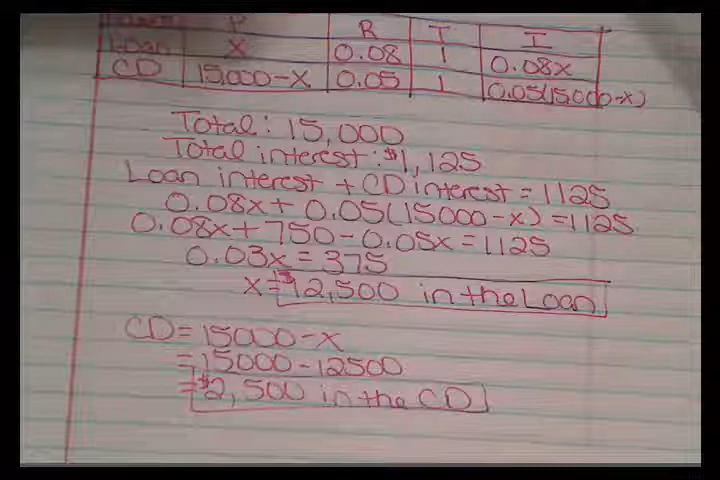 P R T I
Loan X 0.08 1 0.08x
CD 15,000-X 0.05 1 0.05(15000-x)
Total: 15,000
Total interest: $1,125
Loan interest + CD interest = 1125
0.08x + 0.05(15000-x) = 1125
0.08x + 750 - 0.05x = 1125
0.03x = 375
x = $12,500 in the Loan
CD = 15000-x
= 15000-12500
= $2,500 in the CD